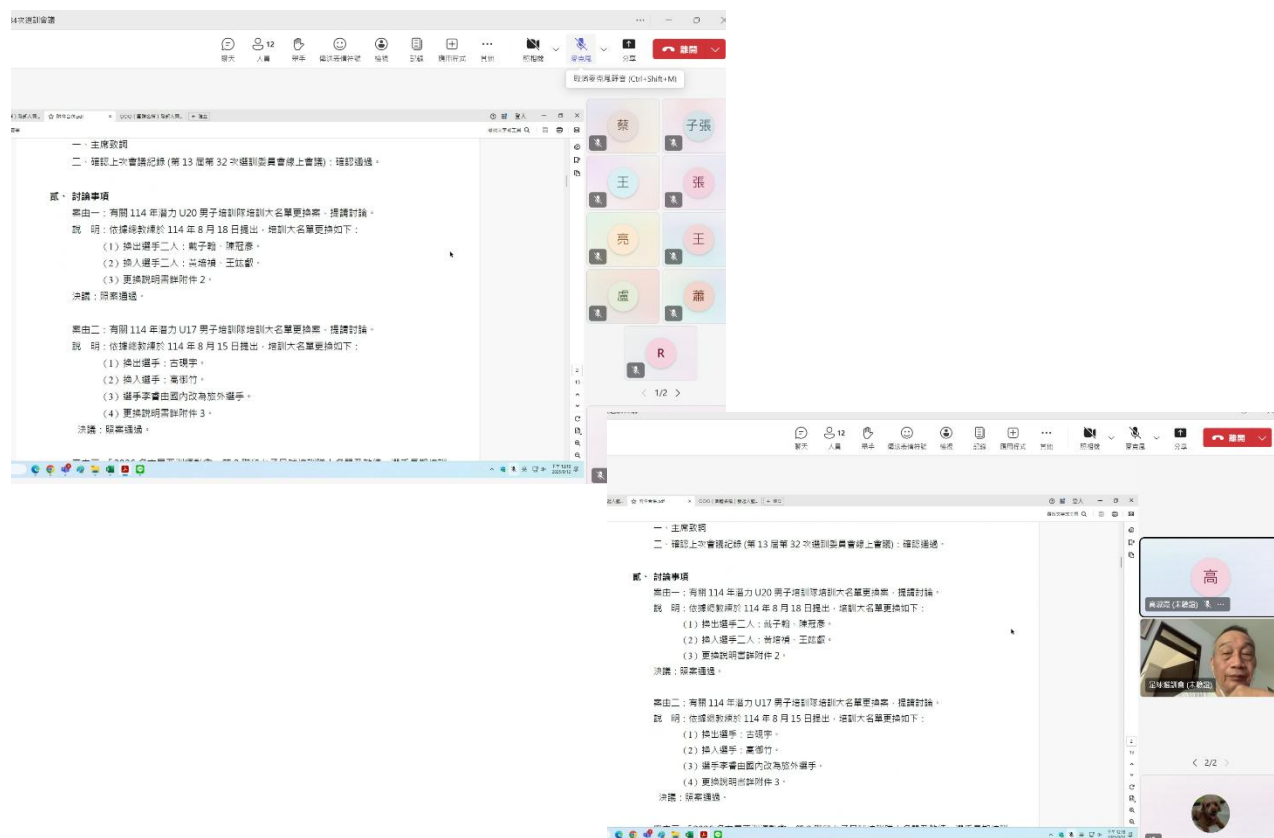 4次選訓會議
聊天 人員 12 舉手 傳送表情符號 檢視 記錄 應用程式 其他 照相機 麥克風 分享 離開
取消麥克風靜音 (Ctrl+Shift+M)
一、主席致詞
二、確認上次會議紀錄 (第 13 屆第 32 次選訓委員會線上會議)：確認通過。
貳、討論事項
案由一：有關 114 年潛力 U20 男子培訓隊培訓大名單更換案，提請討論。
說 明：依據總教練於 114 年 8 月 18 日提出，培訓大名單更換如下：
(1) 換出選手二人：戴子翰、陳冠彥。
(2) 換入選手二人：黃培禎、王竑叡。
(3) 更換說明書詳附件 2。
決議：照案通過。
案由二：有關 114 年潛力 U17 男子培訓隊培訓大名單更換案，提請討論。
說 明：依據總教練於 114 年 8 月 15 日提出，培訓大名單更換如下：
(1) 換出選手：古硯宇。
(2) 換入選手：高御竹。
(3) 選手李睿由國內改為旅外選手。
(4) 更換說明書詳附件 3。
決議：照案通過。
蔡
子張
王
張
亮
王
盧
蕭
R
1/2
聊天 人員 12 舉手 傳送表情符號 檢視 記錄 應用程式 其他 照相機 麥克風 分享 離開
一、主席致詞
二、確認上次會議紀錄 (第 13 屆第 32 次選訓委員會線上會議)：確認通過。
貳、討論事項
案由一：有關 114 年潛力 U20 男子培訓隊培訓大名單更換案，提請討論。
說 明：依據總教練於 114 年 8 月 18 日提出，培訓大名單更換如下：
(1) 換出選手二人：戴子翰、陳冠彥。
(2) 換入選手二人：黃培禎、王竑叡。
(3) 更換說明書詳附件 2。
決議：照案通過。
案由二：有關 114 年潛力 U17 男子培訓隊培訓大名單更換案，提請討論。
說 明：依據總教練於 114 年 8 月 15 日提出，培訓大名單更換如下：
(1) 換出選手：古硯宇。
(2) 換入選手：高御竹。
(3) 選手李睿由國內改為旅外選手。
(4) 更換說明書詳附件 3。
決議：照案通過。
高
(未驗證)
足球選訓會 (未驗證)
2/2